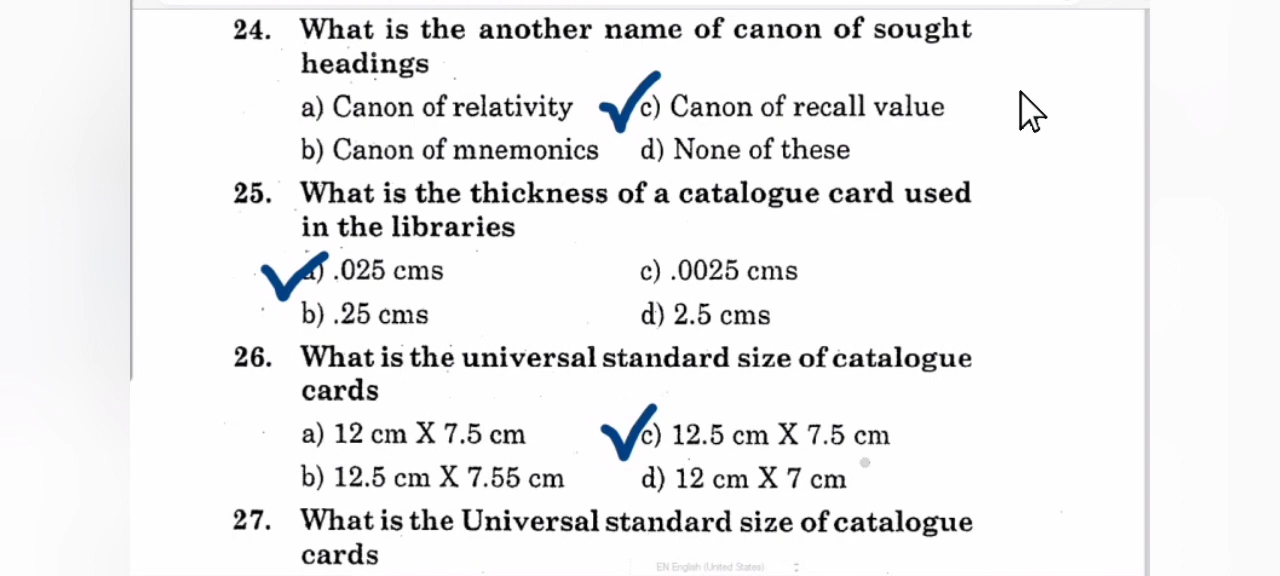 24. What is the another name of canon of sought
headings
a) Canon of relativity c) Canon of recall value
b) Canon of mnemonics d) None of these
25. What is the thickness of a catalogue card used
in the libraries
a) .025 cms c) .0025 cms
b) .25 cms d) 2.5 cms
26. What is the universal standard size of catalogue
cards
a) 12 cm X 7.5 cm c) 12.5 cm X 7.5 cm
b) 12.5 cm X 7.55 cm d) 12 cm X 7 cm
27. What is the Universal standard size of catalogue
cards
EN English (United States)